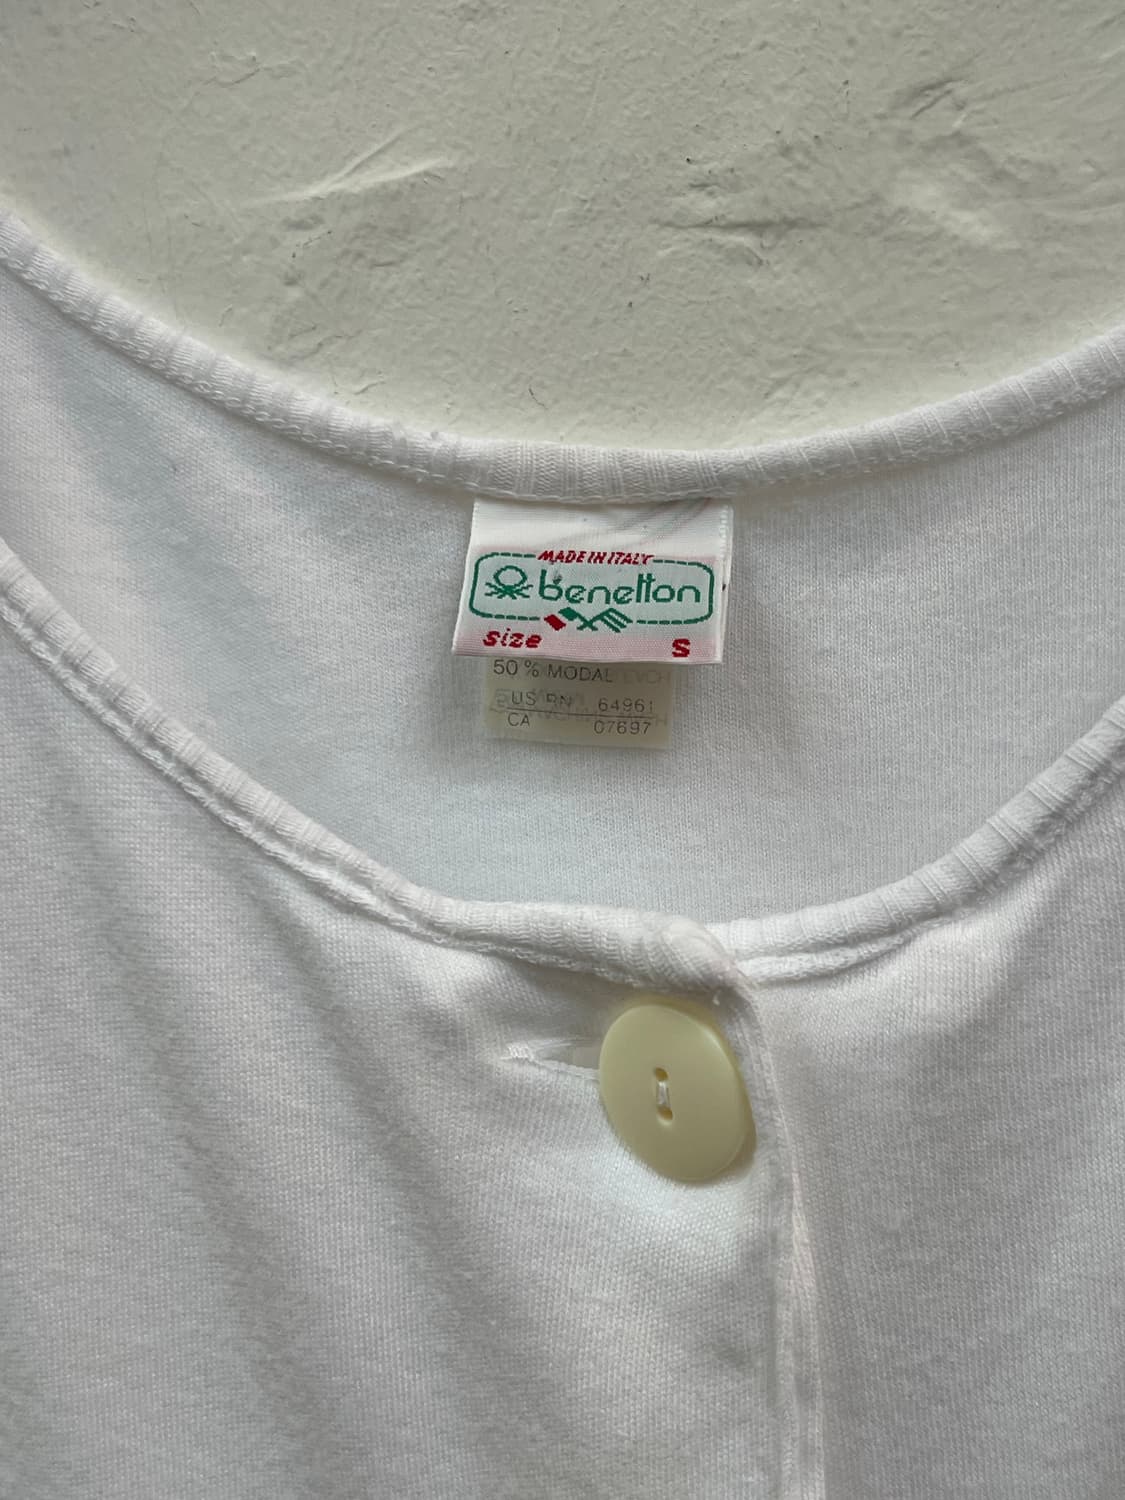 MADE IN ITALY
benetton
size S
50 % MODAL
US RN 64961
CA 07697